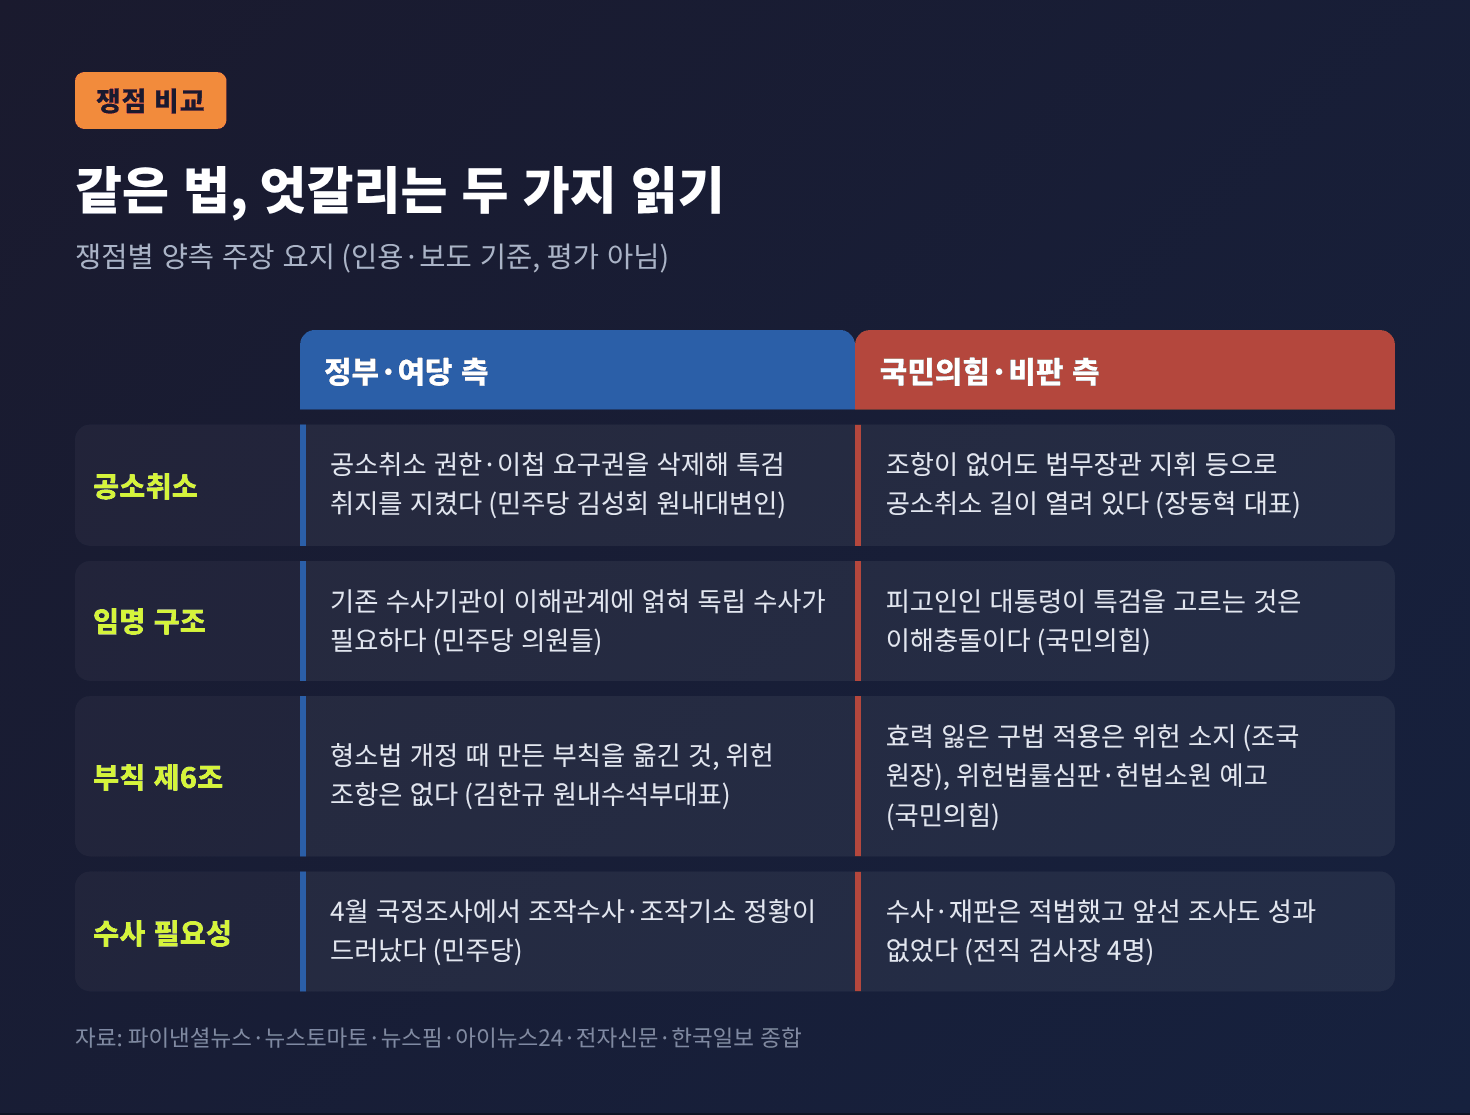 쟁점 비교
같은 법, 엇갈리는 두 가지 읽기
쟁점별 양측 주장 요지 (인용·보도 기준, 평가 아님)
정부·여당 측
국민의힘·비판 측
공소취소
공소취소 권한·이첩 요구권을 삭제해 특검
취지를 지켰다 (민주당 김성회 원내대변인)
조항이 없어도 법무장관 지휘 등으로
공소취소 길이 열려 있다 (장동혁 대표)
임명 구조
기존 수사기관이 이해관계에 얽혀 독립 수사가
필요하다 (민주당 의원들)
피고인인 대통령이 특검을 고르는 것은
이해충돌이다 (국민의힘)
부칙 제6조
형소법 개정 때 만든 부칙을 옮긴 것, 위헌
조항은 없다 (김한규 원내수석부대표)
효력 잃은 구법 적용은 위헌 소지 (조국
원장), 위헌법률심판·헌법소원 예고
(국민의힘)
수사 필요성
4월 국정조사에서 조작수사·조작기소 정황이
드러났다 (민주당)
수사·재판은 적법했고 앞선 조사도 성과
없었다 (전직 검사장 4명)
자료: 파이낸셜뉴스·뉴스토마토·뉴스핌·아이뉴스24·전자신문·한국일보 종합